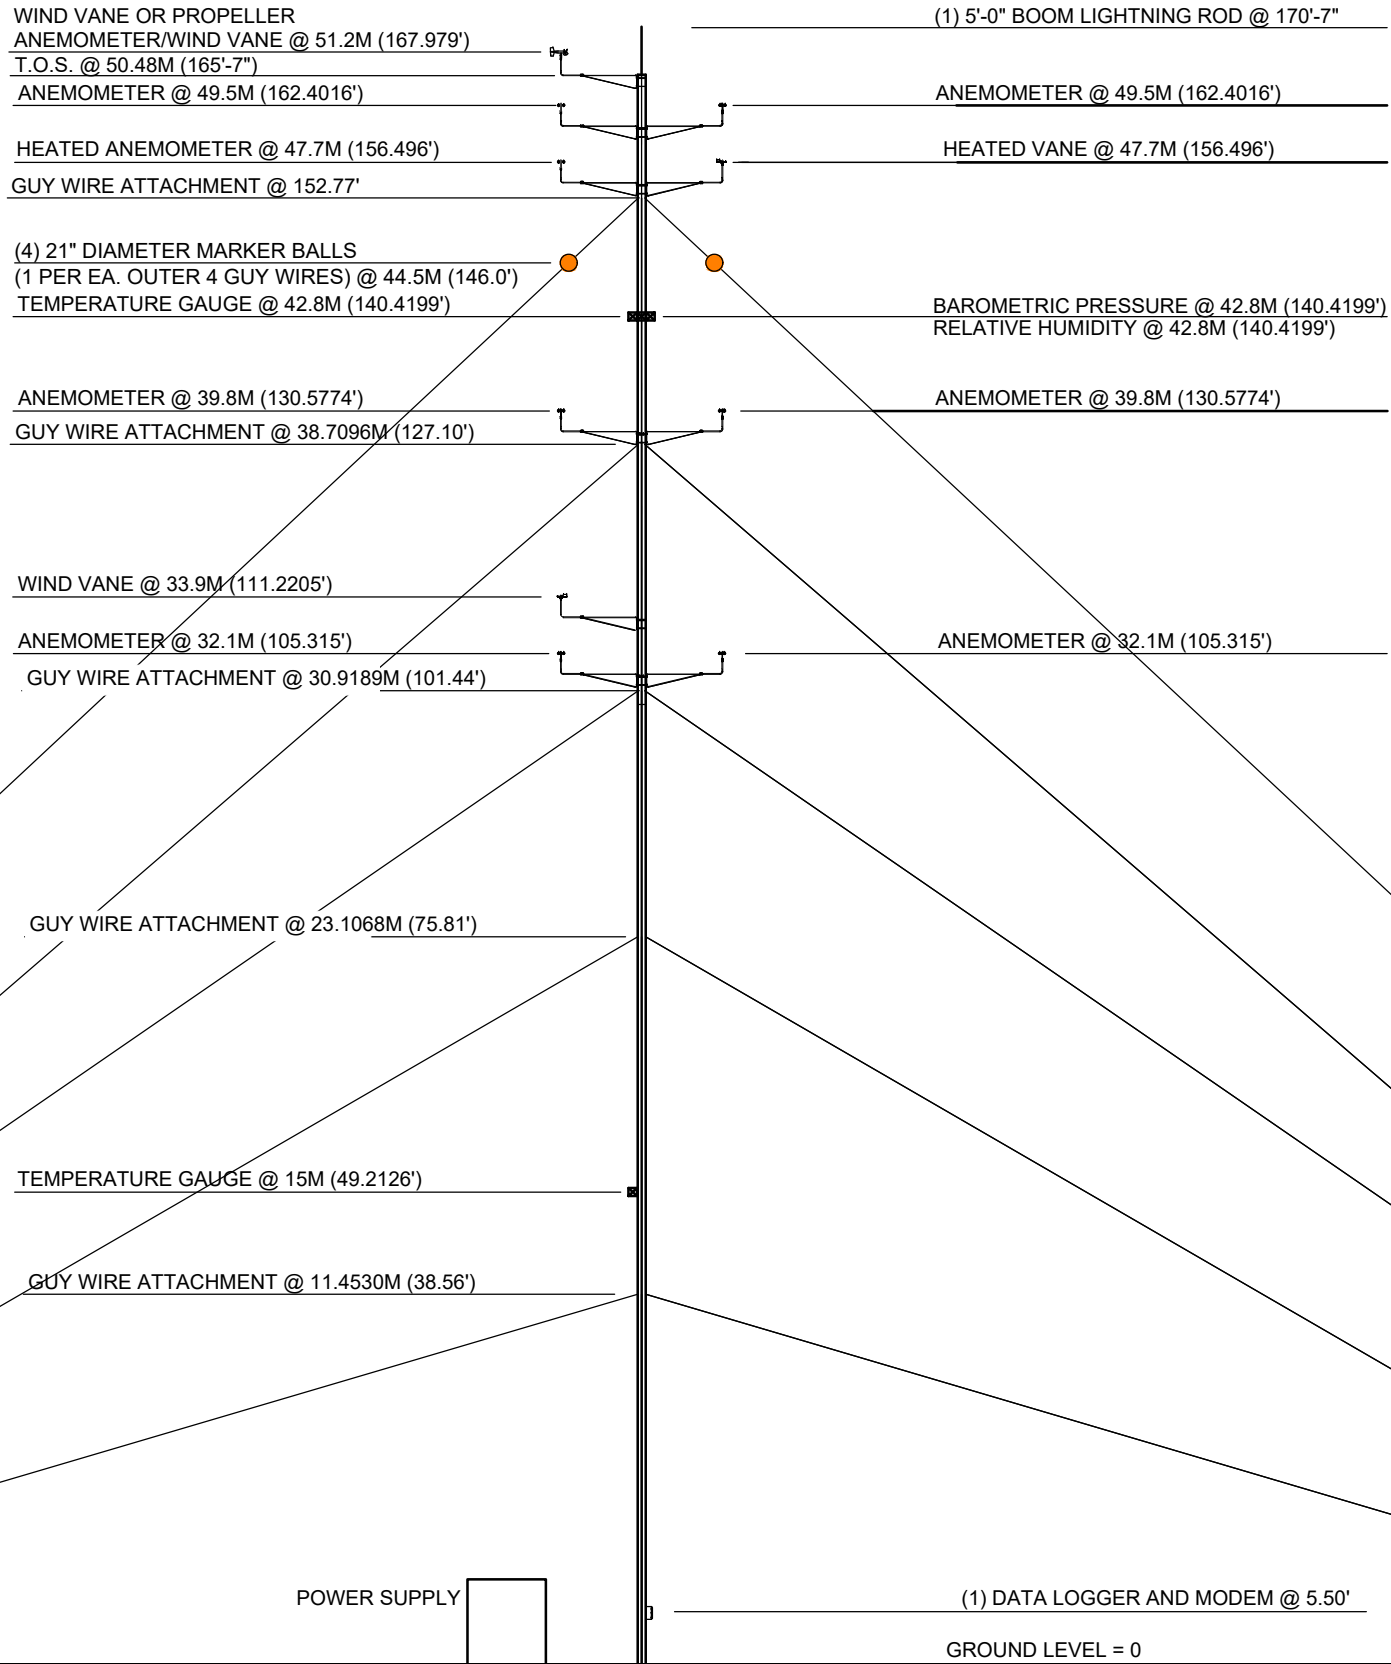 WIND VANE OR PROPELLER
ANEMOMETER/WIND VANE @ 51.2M (167.979')
T.O.S. @ 50.48M (165'-7")
ANEMOMETER @ 49.5M (162.4016')
HEATED ANEMOMETER @ 47.7M (156.496')
GUY WIRE ATTACHMENT @ 152.77'
(4) 21" DIAMETER MARKER BALLS
(1 PER EA. OUTER 4 GUY WIRES) @ 44.5M (146.0')
TEMPERATURE GAUGE @ 42.8M (140.4199')
ANEMOMETER @ 39.8M (130.5774')
GUY WIRE ATTACHMENT @ 38.7096M (127.10')
WIND VANE @ 33.9M (111.2205')
ANEMOMETER @ 32.1M (105.315')
GUY WIRE ATTACHMENT @ 30.9189M (101.44')
GUY WIRE ATTACHMENT @ 23.1068M (75.81')
TEMPERATURE GAUGE @ 15M (49.2126')
GUY WIRE ATTACHMENT @ 11.4530M (38.56')
POWER SUPPLY
(1) 5'-0" BOOM LIGHTNING ROD @ 170'-7"
ANEMOMETER @ 49.5M (162.4016')
HEATED VANE @ 47.7M (156.496')
BAROMETRIC PRESSURE @ 42.8M (140.4199')
RELATIVE HUMIDITY @ 42.8M (140.4199')
ANEMOMETER @ 39.8M (130.5774')
ANEMOMETER @ 32.1M (105.315')
(1) DATA LOGGER AND MODEM @ 5.50'
GROUND LEVEL = 0